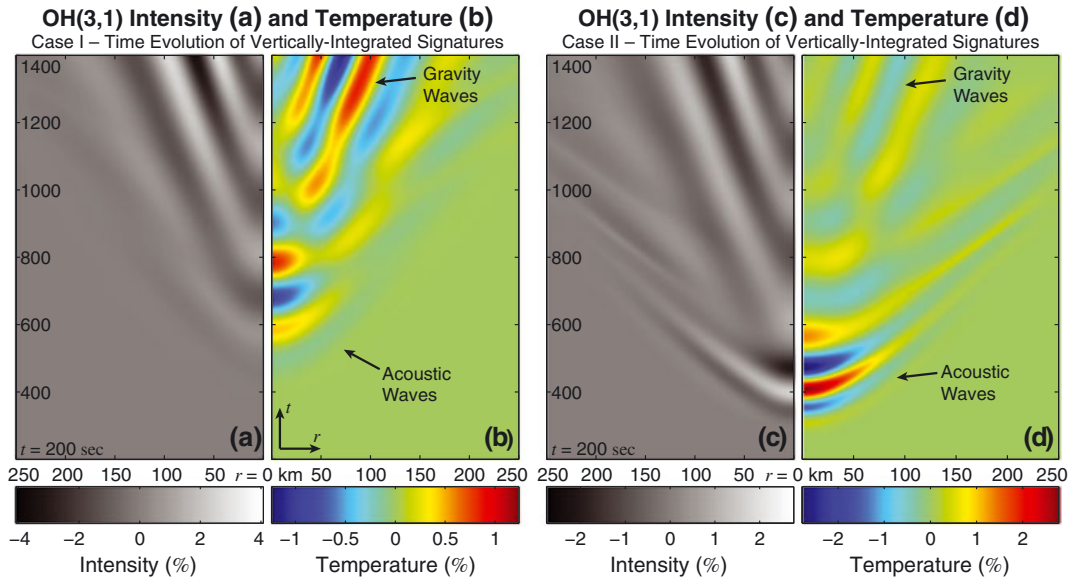 OH(3,1) Intensity (a) and Temperature (b)
Case I – Time Evolution of Vertically-Integrated Signatures
1400
1200
1000
800
600
400
t = 200 sec
(a)
Gravity
Waves
Acoustic
Waves
t
r
(b)
250 200 150 100 50 r = 0 km 50 100 150 200 250
−4 −2 0 2 4
Intensity (%)
−1 −0.5 0 0.5 1
Temperature (%)
OH(3,1) Intensity (c) and Temperature (d)
Case II – Time Evolution of Vertically-Integrated Signatures
1400
1200
1000
800
600
400
t = 200 sec
(c)
Gravity
Waves
Acoustic
Waves
(d)
250 200 150 100 50 r = 0 km 50 100 150 200 250
−2 −1 0 1 2
Intensity (%)
−2 −1 0 1 2
Temperature (%)